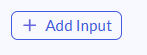 + Add Input